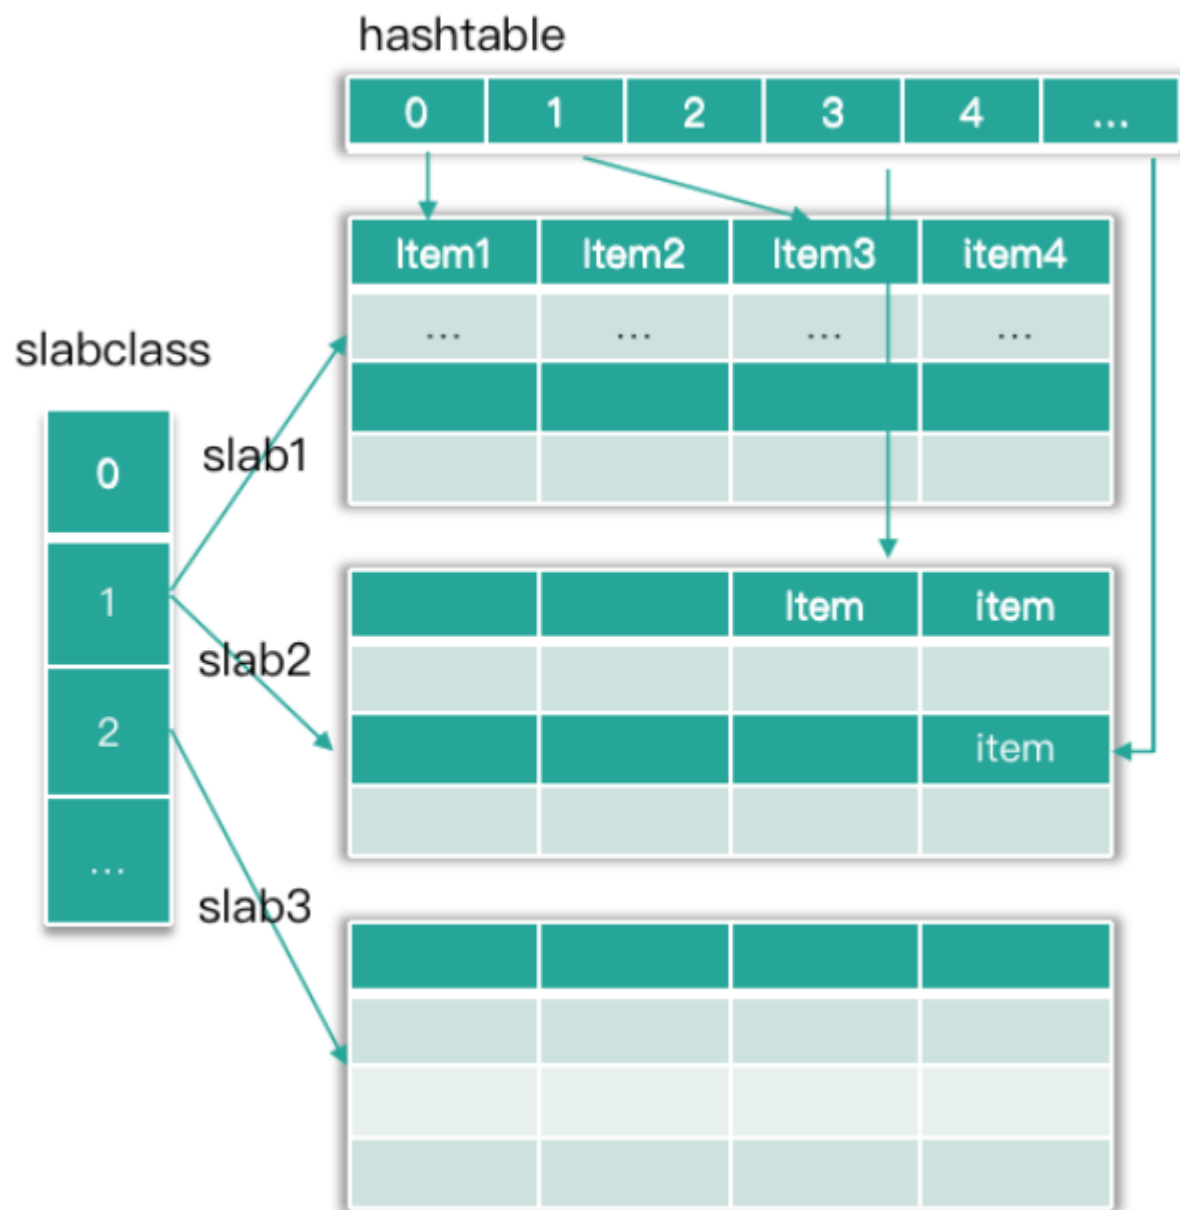 hashtable
0 1 2 3 4 ...
Item1 Item2 Item3 item4
... ... ... ...
slabclass
0
slab1
1
Item item
slab2
2
item
...
slab3